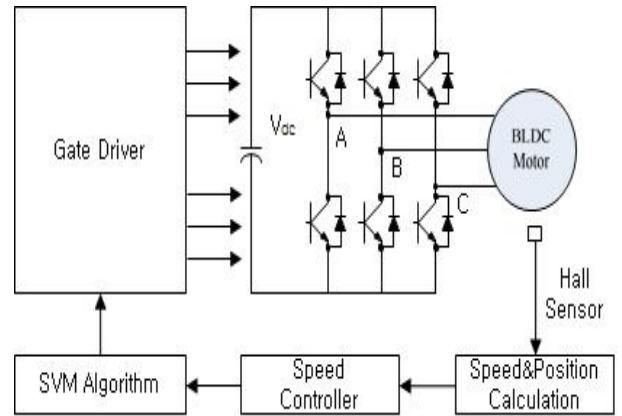 Gate Driver
Vdc
A
B
C
BLDC
Motor
Hall
Sensor
SVM Algorithm
Speed
Controller
Speed&Position
Calculation